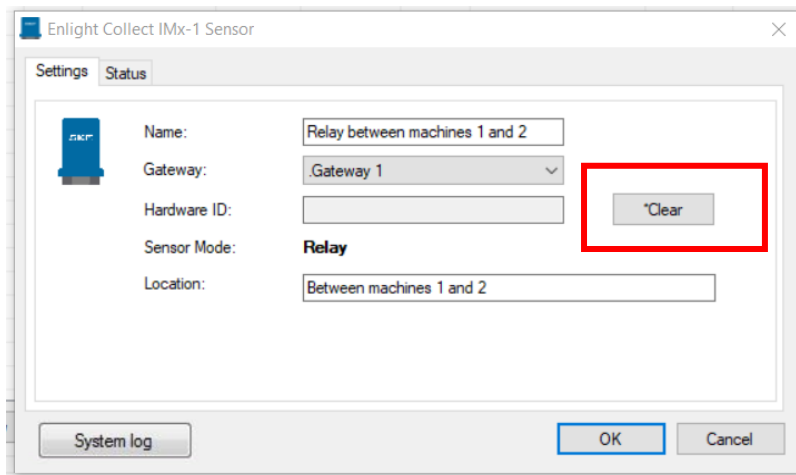 Enlight Collect IMx-1 Sensor
Settings
Status
SKF
Name:
Relay between machines 1 and 2
Gateway:
.Gateway 1
Hardware ID:
*Clear
Sensor Mode:
Relay
Location:
Between machines 1 and 2
System log
OK
Cancel